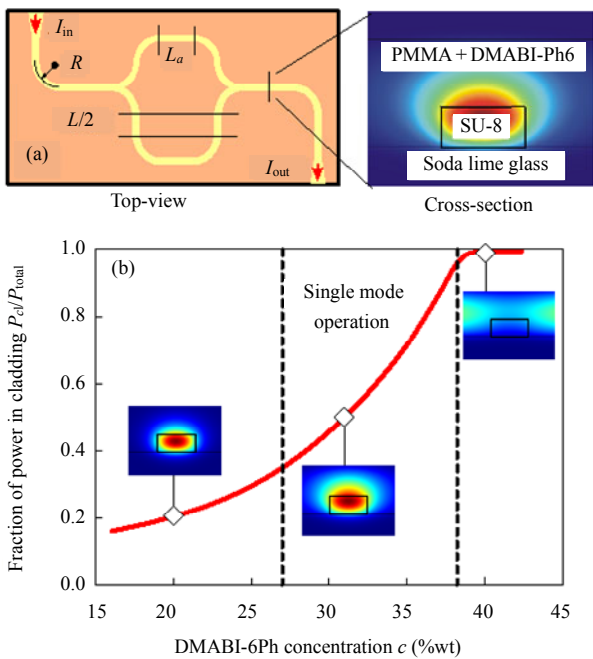 I_in
R
L_a
L/2
(a)
I_out
Top-view
PMMA + DMABI-Ph6
SU-8
Soda lime glass
Cross-section
(b)
Single mode
operation
Fraction of power in cladding P_cl/P_total
1.0
0.8
0.6
0.4
0.2
0.0
15 20 25 30 35 40 45
DMABI-6Ph concentration c (%wt)